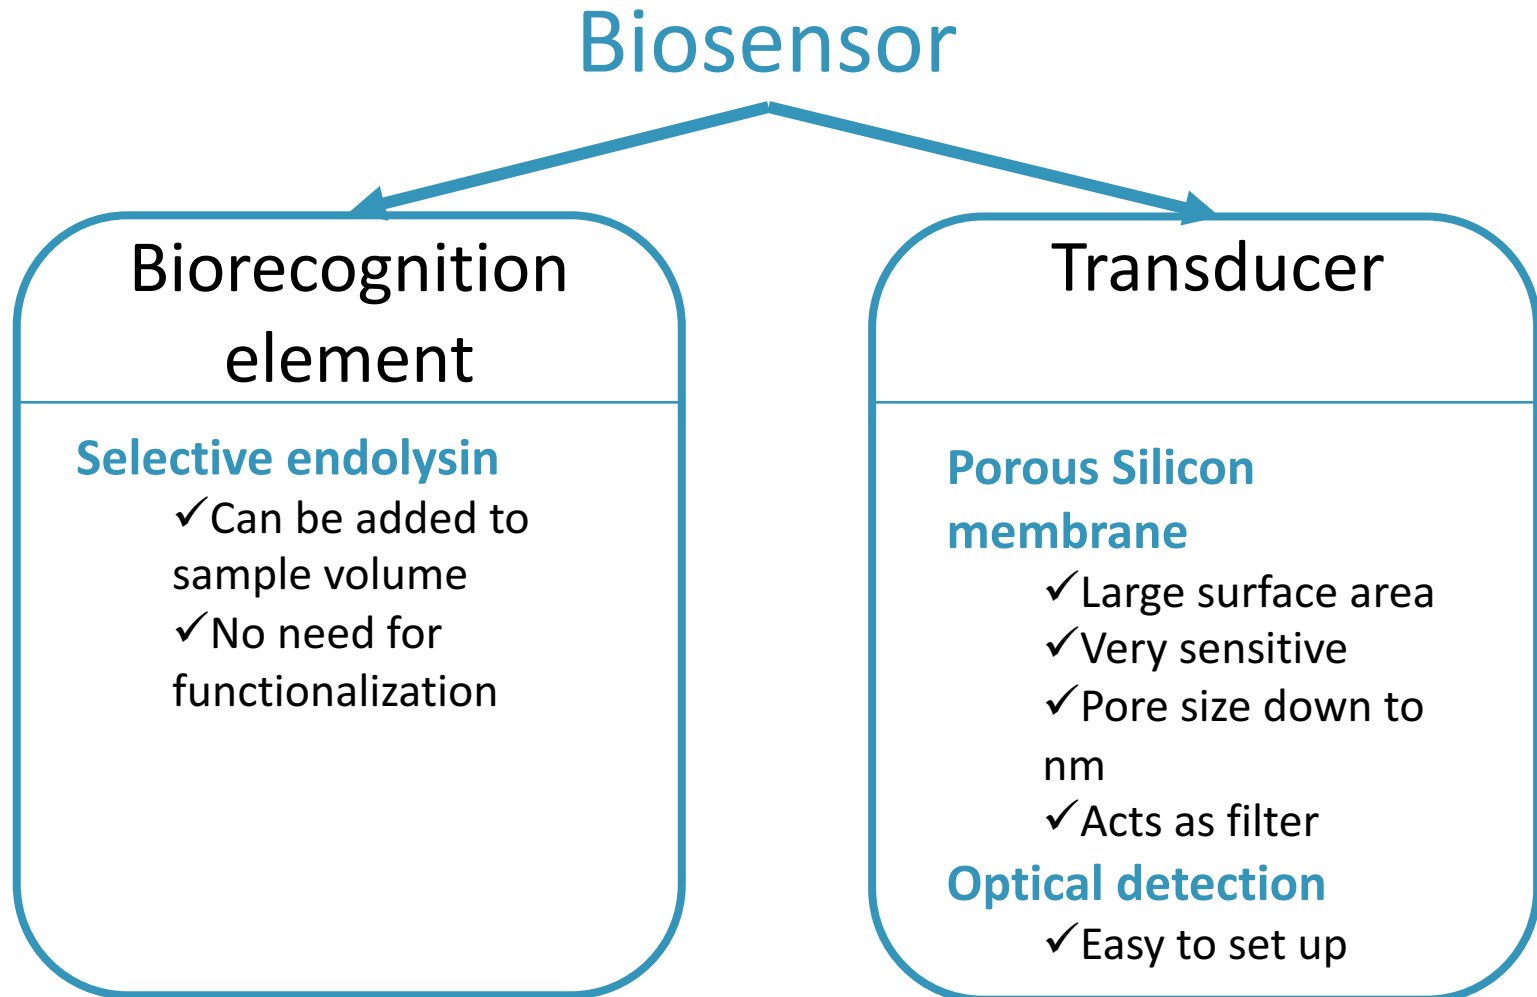 Biosensor
Biorecognition
element
Selective endolysin
✓Can be added to
sample volume
✓No need for
functionalization
Transducer
Porous Silicon
membrane
✓Large surface area
✓Very sensitive
✓Pore size down to
nm
✓Acts as filter
Optical detection
✓Easy to set up